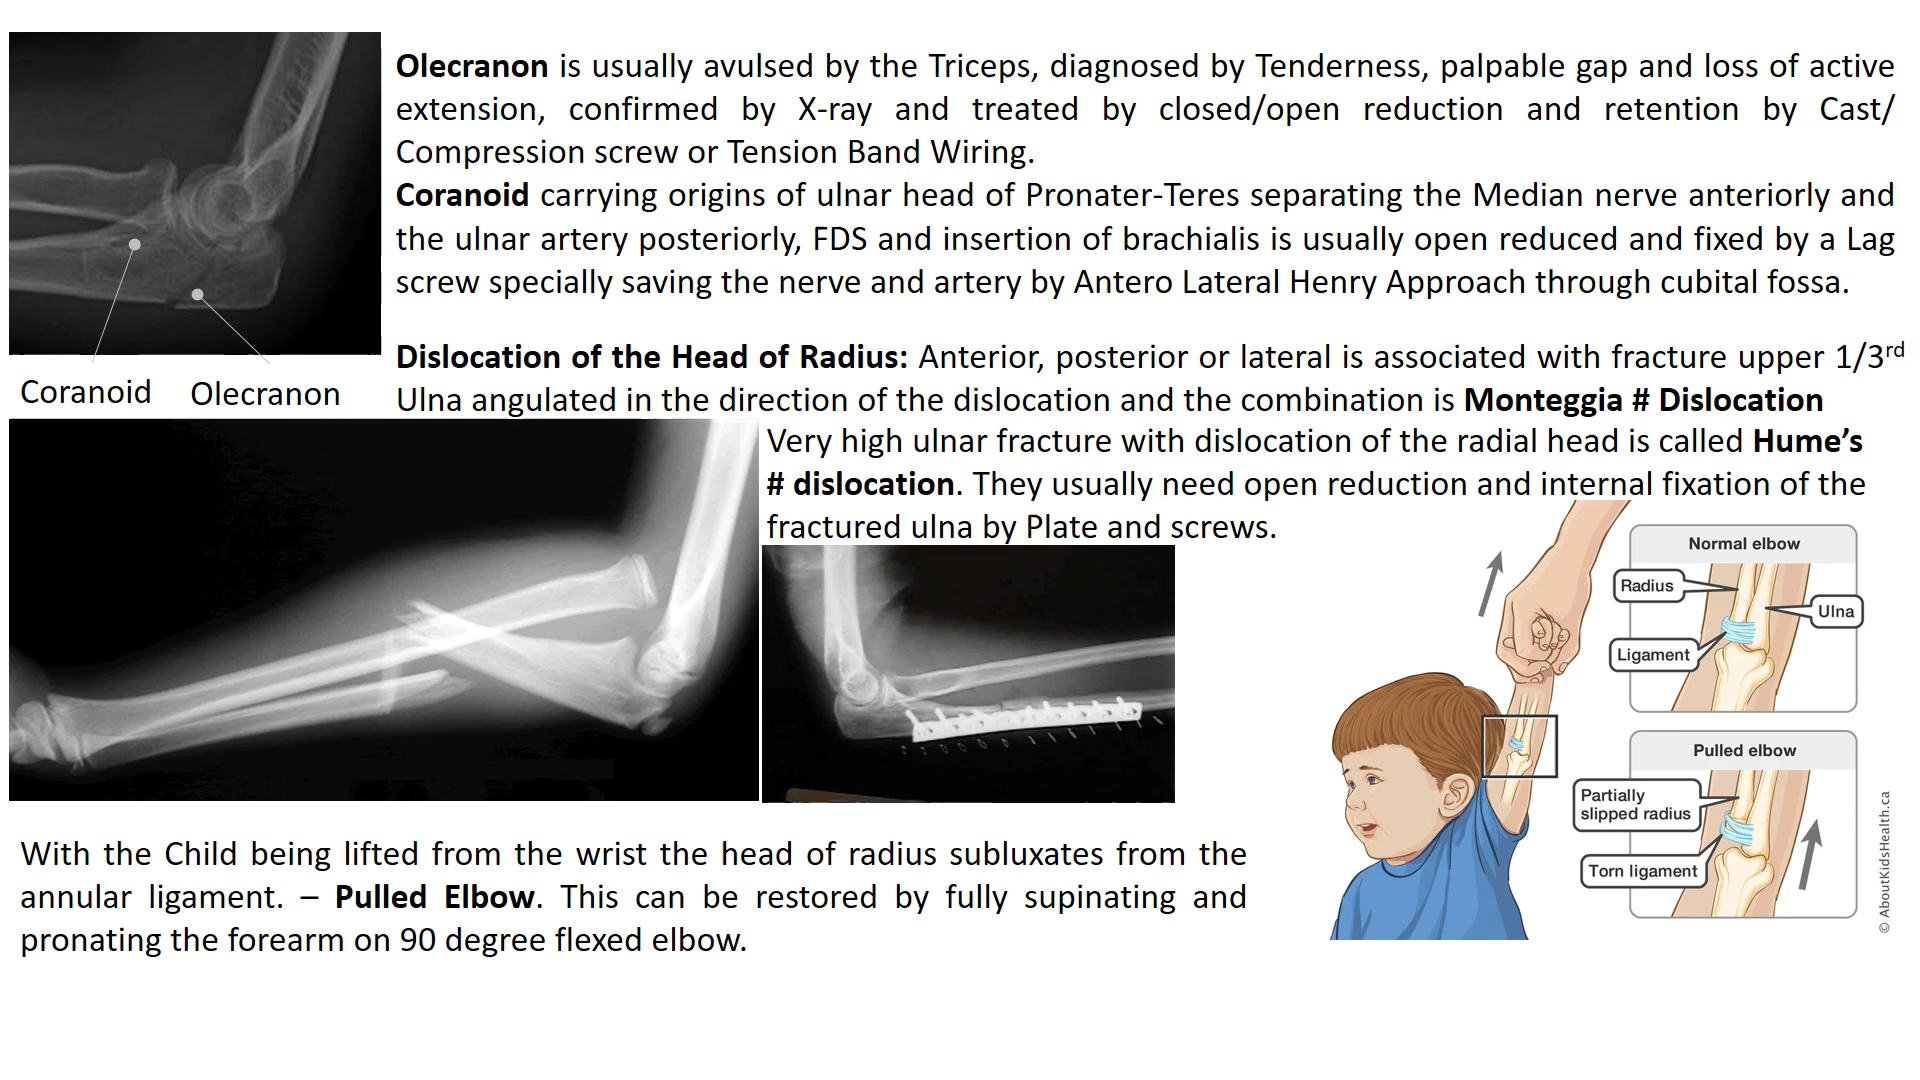 Olecranon is usually avulsed by the Triceps, diagnosed by Tenderness, palpable gap and loss of active
extension, confirmed by X-ray and treated by closed/open reduction and retention by Cast/
Compression screw or Tension Band Wiring.
Coranoid carrying origins of ulnar head of Pronater-Teres separating the Median nerve anteriorly and
the ulnar artery posteriorly, FDS and insertion of brachialis is usually open reduced and fixed by a Lag
screw specially saving the nerve and artery by Antero Lateral Henry Approach through cubital fossa.
Coranoid
Olecranon
Dislocation of the Head of Radius: Anterior, posterior or lateral is associated with fracture upper 1/3rd
Ulna angulated in the direction of the dislocation and the combination is Monteggia # Dislocation
Very high ulnar fracture with dislocation of the radial head is called Hume’s
# dislocation. They usually need open reduction and internal fixation of the
fractured ulna by Plate and screws.
Normal elbow
Radius
Ulna
Ligament
Pulled elbow
Partially
slipped radius
Torn ligament
© AboutKidsHealth.ca
With the Child being lifted from the wrist the head of radius subluxates from the
annular ligament. – Pulled Elbow. This can be restored by fully supinating and
pronating the forearm on 90 degree flexed elbow.